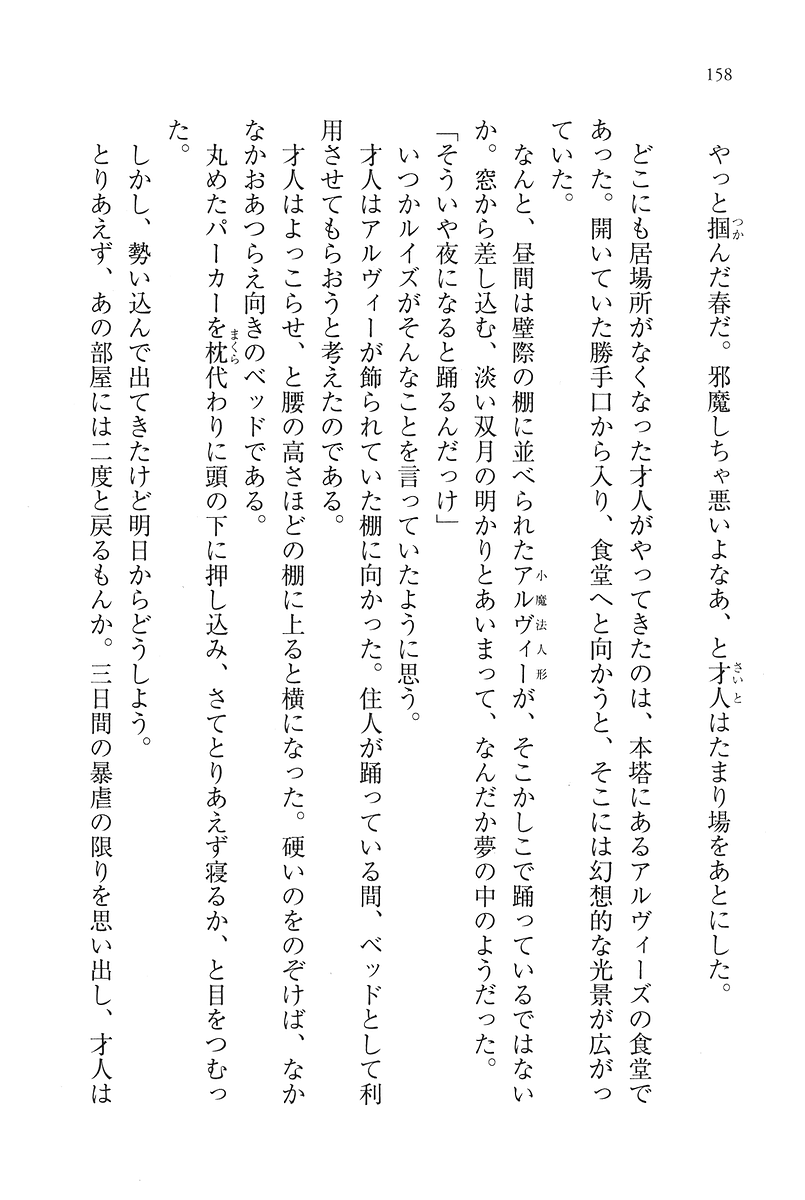 158
やっと掴んだ春だ。邪魔しちゃ悪いよなあ、と才人はたまり場をあとにした。
どこにも居場所がなくなった才人がやってきたのは、本塔にあるアルヴィーズの食堂で
あった。開いていた勝手口から入り、食堂へと向かうと、そこには幻想的な光景が広がっ
ていた。
なんと、昼間は壁際の棚に並べられたアルヴィーが、そこかしこで踊っているではない
か。窓から差し込む、淡い双月の明かりとあいまって、なんだか夢の中のようだった。
「そういや夜になると踊るんだっけ」
いつかルイズがそんなことを言っていたように思う。
才人はアルヴィーが飾られていた棚に向かった。住人が踊っている間、ベッドとして利
用させてもらおうと考えたのである。
才人はよっこらせ、と腰の高さほどの棚に上ると横になった。硬いのをのぞけば、なか
なかおあつらえ向きのベッドである。
丸めたパーカーを枕代わりに頭の下に押し込み、さてとりあえず寝るか、と目をつむっ
た。
しかし、勢い込んで出てきたけど明日からどうしよう。
とりあえず、あの部屋には二度と戻るもんか。三日間の暴虐の限りを思い出し、才人は
つか
さいと
小魔法人形
まくら